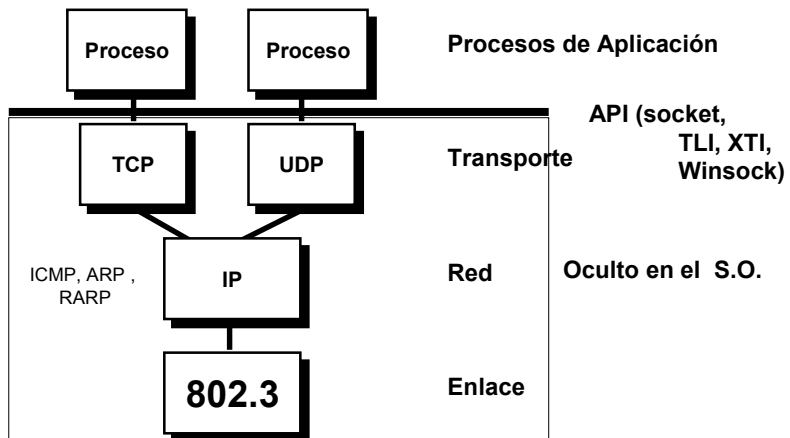 Proceso
Proceso
Procesos de Aplicación
API (socket,
TLI, XTI,
Winsock)
TCP
UDP
Transporte
ICMP, ARP ,
RARP
IP
Red
Oculto en el S.O.
802.3
Enlace